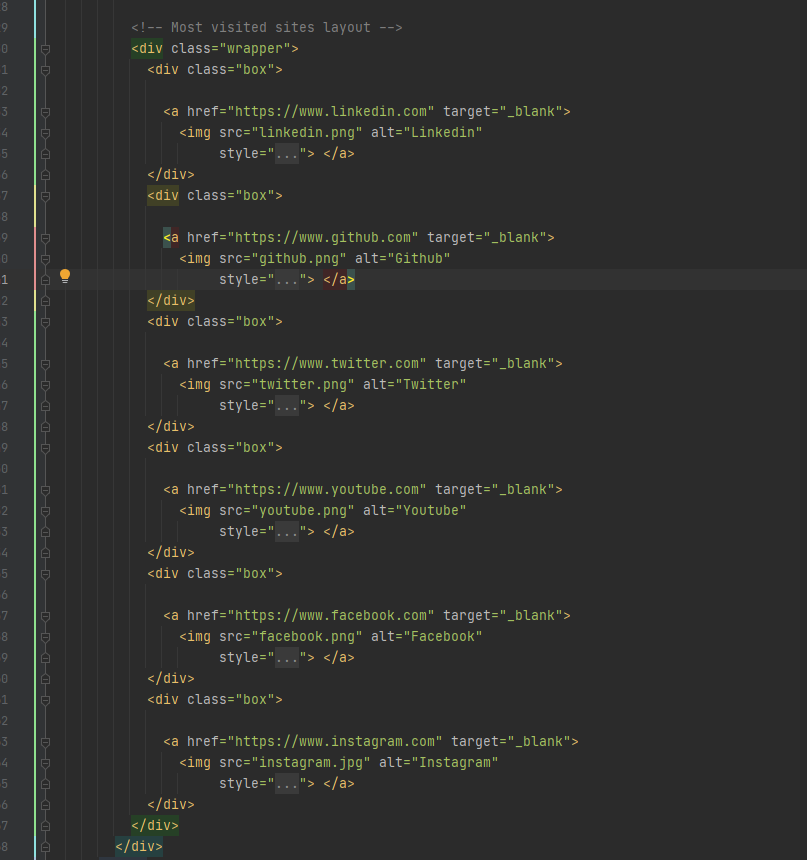 8
9 <!-- Most visited sites layout -->
0 <div class="wrapper">
1 <div class="box">
2
3 <a href="https://www.linkedin.com" target="_blank">
4 <img src="linkedin.png" alt="Linkedin"
5 style="..."> </a>
6 </div>
7 <div class="box">
8
9 <a href="https://www.github.com" target="_blank">
0 <img src="github.png" alt="Github"
1 style="..."> </a>
2 </div>
3 <div class="box">
4
5 <a href="https://www.twitter.com" target="_blank">
6 <img src="twitter.png" alt="Twitter"
7 style="..."> </a>
8 </div>
9 <div class="box">
0
1 <a href="https://www.youtube.com" target="_blank">
2 <img src="youtube.png" alt="Youtube"
3 style="..."> </a>
4 </div>
5 <div class="box">
6
7 <a href="https://www.facebook.com" target="_blank">
8 <img src="facebook.png" alt="Facebook"
9 style="..."> </a>
0 </div>
1 <div class="box">
2
3 <a href="https://www.instagram.com" target="_blank">
4 <img src="instagram.jpg" alt="Instagram"
5 style="..."> </a>
6 </div>
7 </div>
8 </div>